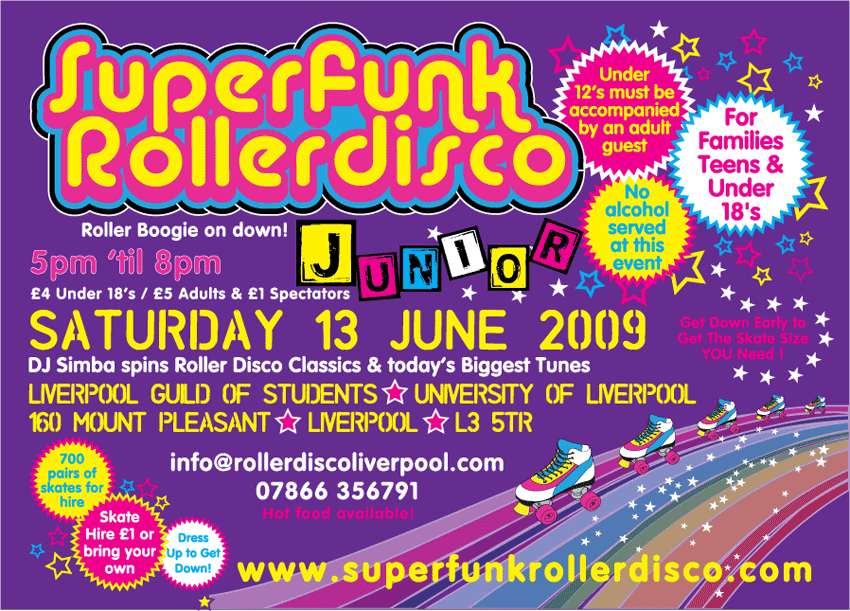 Superfunk
Rollerdisco
Under
12's must be
accompanied
by an adult
guest
For
Families
Teens &
Under
18's
No
alcohol
served
at this
event
Roller Boogie on down!
JUNIOR
5pm 'til 8pm
£4 Under 18's / £5 Adults & £1 Spectators
SATURDAY 13 JUNE 2009
Get Down Early to
Get The Skate Size
YOU Need !
DJ Simba spins Roller Disco Classics & today's Biggest Tunes
LIVERPOOL GUILD OF STUDENTS ★ UNIVERSITY OF LIVERPOOL
160 MOUNT PLEASANT ★ LIVERPOOL ★ L3 5TR
700
pairs of
skates for
hire
info@rollerdiscoliverpool.com
07866 356791
Hot food available!
Skate
Hire £1 or
bring your
own
Dress
Up to Get
Down!
www.superfunkrollerdisco.com